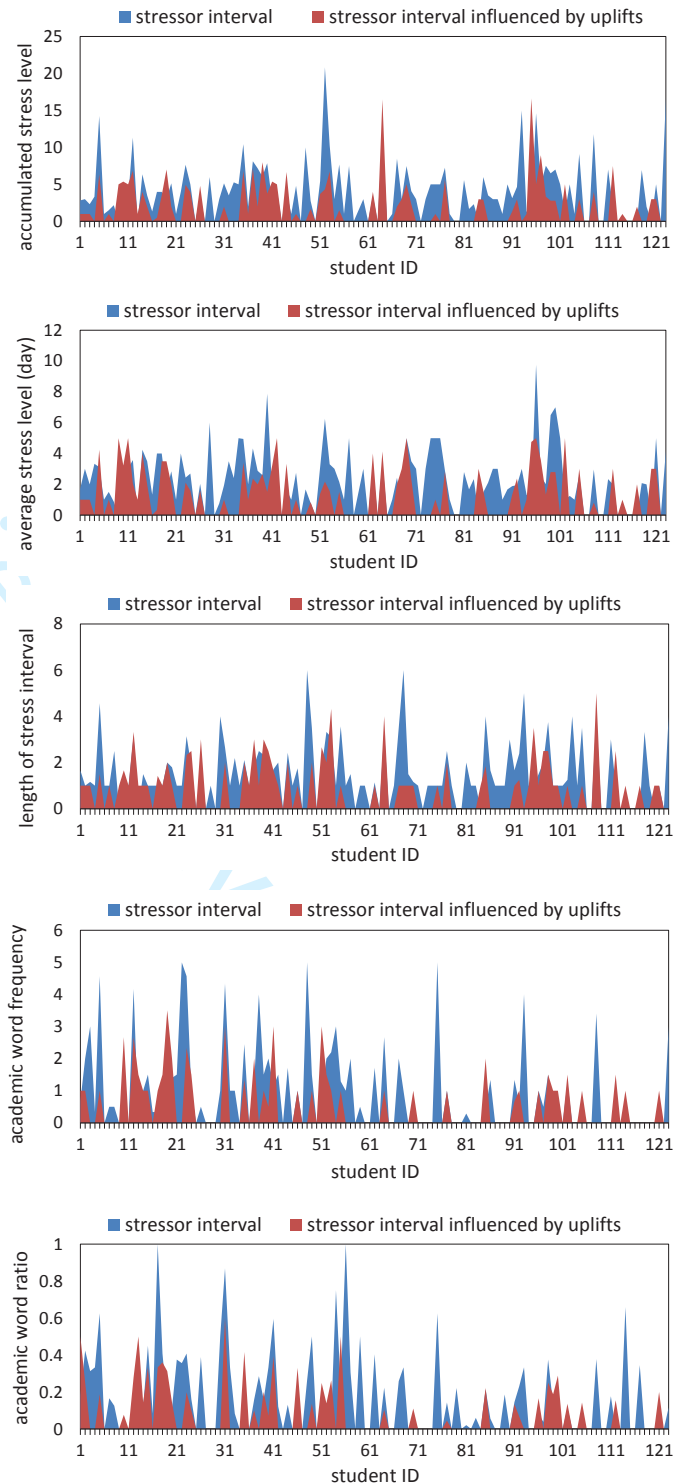 stressor interval stressor interval influenced by uplifts
accumulated stress level
25
20
15
10
5
0
1 11 21 31 41 51 61 71 81 91 101 111 121
student ID
stressor interval stressor interval influenced by uplifts
average stress level (day)
12
10
8
6
4
2
0
1 11 21 31 41 51 61 71 81 91 101 111 121
student ID
stressor interval stressor interval influenced by uplifts
length of stress interval
8
6
4
2
0
1 11 21 31 41 51 61 71 81 91 101 111 121
student ID
stressor interval stressor interval influenced by uplifts
academic word frequency
6
5
4
3
2
1
0
1 11 21 31 41 51 61 71 81 91 101 111 121
student ID
stressor interval stressor interval influenced by uplifts
academic word ratio
1
0.8
0.6
0.4
0.2
0
1 11 21 31 41 51 61 71 81 91 101 111 121
student ID